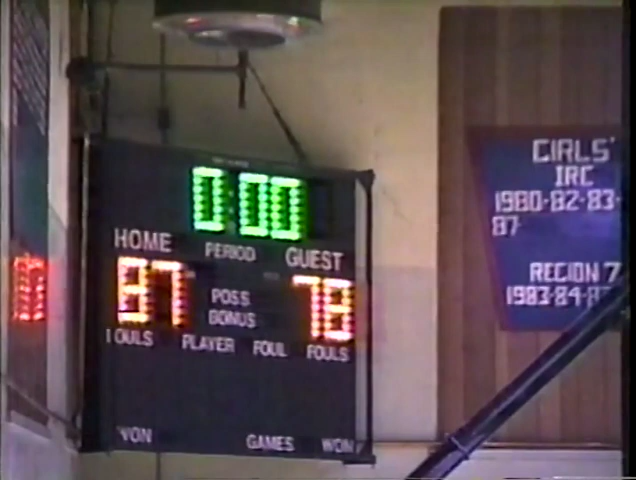 0:00
HOME PERIOD GUEST
87 POSS 78
BONUS
FOULS PLAYER FOUL FOULS
WON GAMES WON
GIRLS'
IRC
1980-82-83-
87-
REGION 7
1983-84-87